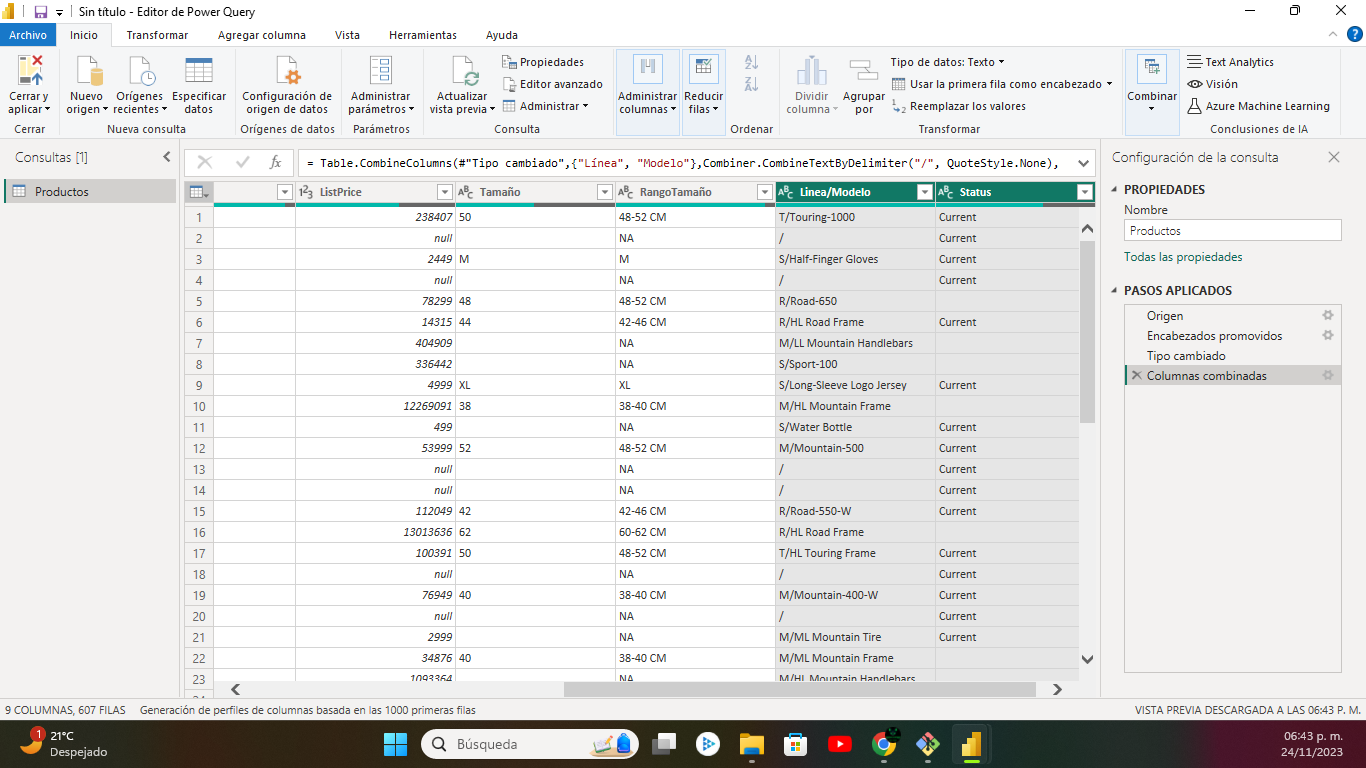 Sin título - Editor de Power Query
Archivo Inicio Transformar Agregar columna Vista Herramientas Ayuda
Cerrar y aplicar
Cerrar
Nuevo origen
Orígenes recientes
Especificar datos
Nueva consulta
Configuración de origen de datos
Orígenes de datos
Administrar parámetros
Parámetros
Actualizar vista previa
Propiedades
Editor avanzado
Administrar
Consulta
Administrar columnas
Reducir filas
Ordenar
Dividir columna
Agrupar por
Tipo de datos: Texto
Usar la primera fila como encabezado
Reemplazar los valores
Transformar
Combinar
Text Analytics
Visión
Azure Machine Learning
Conclusiones de IA
Consultas [1]
Productos
= Table.CombineColumns(#"Tipo cambiado",{"Línea", "Modelo"},Combiner.CombineTextByDelimiter("/", QuoteStyle.None),
ListPrice Tamaño RangoTamaño Linea/Modelo Status
1 238407 50 48-52 CM T/Touring-1000 Current
2 null NA / Current
3 2449 M M S/Half-Finger Gloves Current
4 null NA / Current
5 78299 48 48-52 CM R/Road-650
6 14315 44 42-46 CM R/HL Road Frame Current
7 404909 NA M/LL Mountain Handlebars
8 336442 NA S/Sport-100
9 4999 XL XL S/Long-Sleeve Logo Jersey Current
10 12269091 38 38-40 CM M/HL Mountain Frame
11 499 NA S/Water Bottle Current
12 53999 52 48-52 CM M/Mountain-500 Current
13 null NA / Current
14 null NA / Current
15 112049 42 42-46 CM R/Road-550-W Current
16 13013636 62 60-62 CM R/HL Road Frame
17 100391 50 48-52 CM T/HL Touring Frame Current
18 null NA / Current
19 76949 40 38-40 CM M/Mountain-400-W Current
20 null NA / Current
21 2999 NA M/ML Mountain Tire Current
22 34876 40 38-40 CM M/ML Mountain Frame
23 1093364 NA M/HL Mountain Handlebars
Configuración de la consulta
PROPIEDADES
Nombre
Productos
Todas las propiedades
PASOS APLICADOS
Origen
Encabezados promovidos
Tipo cambiado
Columnas combinadas
9 COLUMNAS, 607 FILAS Generación de perfiles de columnas basada en las 1000 primeras filas VISTA PREVIA DESCARGADA A LAS 06:43 P. M.
1
21°C
Despejado
Búsqueda
06:43 p. m.
24/11/2023